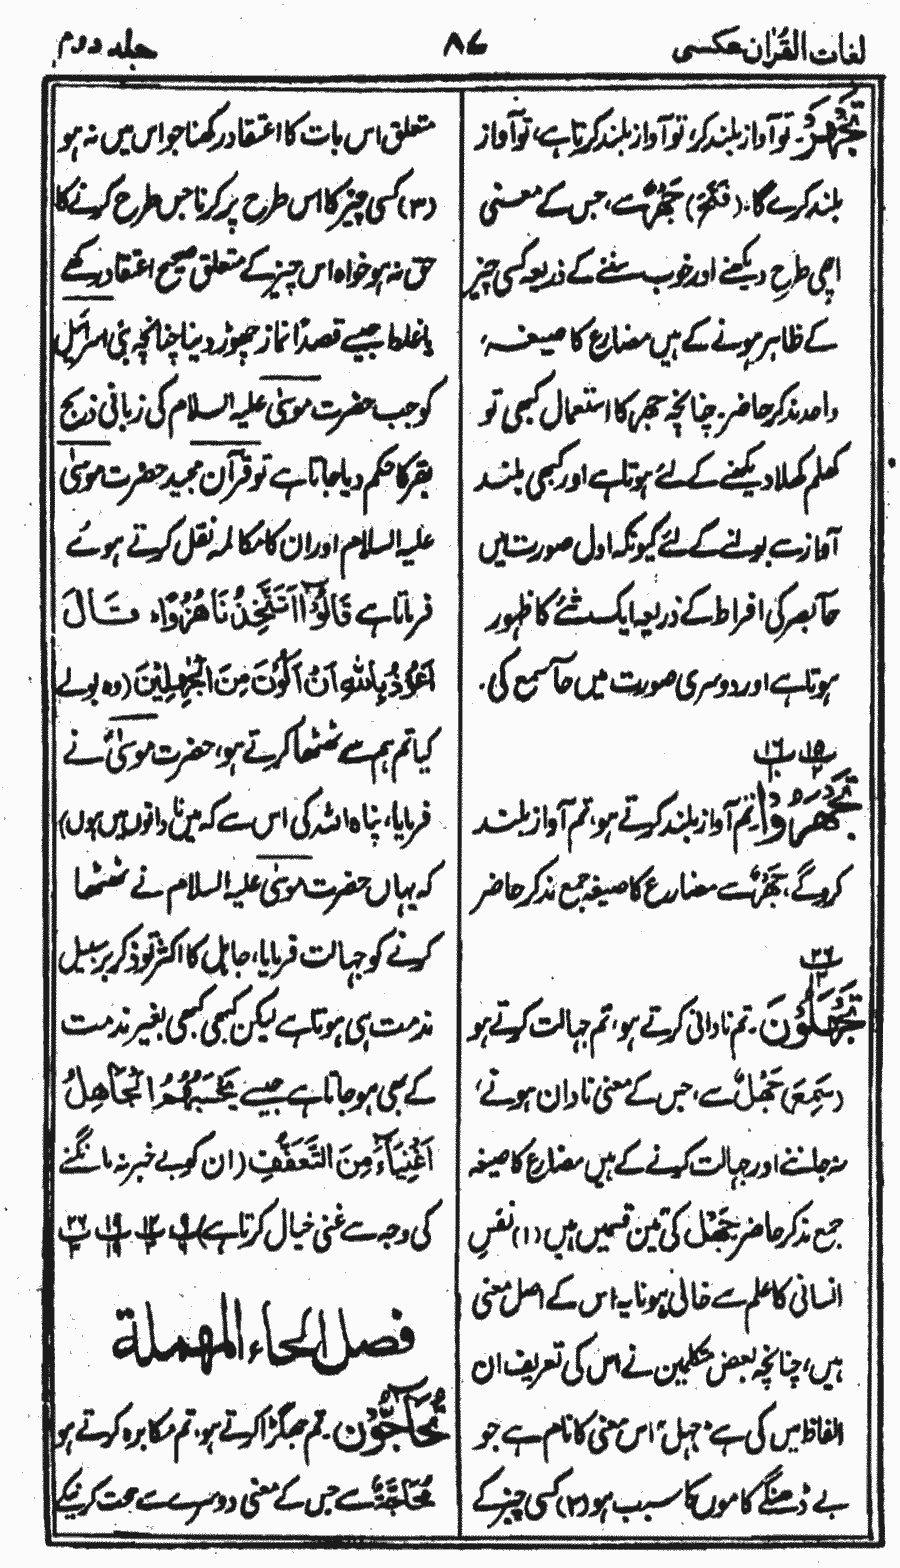 لغات القرآن عکسی
۸۷
جلد دوم
تَجْهَرْ۔ تو آواز بلند کر، تو آواز بلند کرتا ہے، تو آواز
بلند کرے گا۔ (فَتَحَ) جَهْرٌ سے، جس کے معنی
اچھی طرح دیکھنے اور خوب سننے کے ذریعہ کسی چیز
کے ظاہر ہونے کے ہیں مضارع کا صیغہ
واحد مذکر حاضر۔ چنانچہ جہر کا استعمال کبھی تو
کھلم کھلا دیکھنے کے لئے ہوتا ہے اور کبھی بلند
آواز سے بولنے کے لئے کیونکہ اول صورت میں
حاسّہ بصر کی افراط کے ذریعہ ایک شئے کا ظہور
ہوتا ہے اور دوسری صورت میں حاسّہ سمع کی۔
۱۵ ۱۶
تَجْهَرُوْا۔ تم آواز بلند کرتے ہو، تم آواز بلند
کروگے، جَهْرٌ سے مضارع کا صیغہ جمع مذکر حاضر
۲۶
تَجْهَلُوْنَ۔ تم نادانی کرتے ہو، تم جہالت کرتے ہو
(سَمِعَ) جَهْلٌ سے، جس کے معنی نادان ہونے،
نہ جاننے اور جہالت کرنے کے ہیں مضارع کا صیغہ
جمع مذکر حاضر جَهْل کی تین قسمیں ہیں (۱) نفسِ
انسانی کا علم سے خالی ہونا یہ اس کے اصل معنی
ہیں، چنانچہ بعض متکلمین نے اس کی تعریف ان
الفاظ میں کی ہے "جہل" اس معنی کا نام ہے جو
بے ڈھنگے کاموں کا سبب ہو (۲) کسی چیز کے
متعلق اس بات کا اعتقاد رکھنا جو اس میں نہ ہو
(۳) کسی چیز کا اس طرح پر کرنا جس طرح کرنے کا
حق نہ ہو خواہ اس چیز کے متعلق صحیح اعتقاد رکھے
یا غلط جیسے قصداً نماز چھوڑ دینا چنانچہ بنی اسرائیل
کو جب حضرت موسیٰ علیہ السلام کی زبانی ذبح
بقر کا حکم دیا جاتا ہے تو قرآن مجید حضرت موسیٰ
علیہ السلام اور ان کا مکالمہ نقل کرتے ہوئے
فرماتا ہے قَالُوْۤا اَتَتَّخِذُنَا هُزُوًا، قَالَ
اَعُوْذُ بِاللّٰهِ اَنْ اَكُوْنَ مِنَ الْجٰهِلِيْنَ (وہ بولے
کیا تم ہم سے ٹھٹھا کرتے ہو، حضرت موسیٰؑ نے
فرمایا، پناہ اللہ کی اس سے کہ میں نادانوں میں ہوں)
کہ یہاں حضرت موسیٰ علیہ السلام نے ٹھٹھا
کرنے کو جہالت فرمایا، جاہل کا اکثر تو ذکر بر سبیل
مذمت ہی ہوتا ہے لیکن کبھی کبھی بغیر مذمت
کے بھی ہو جاتا ہے جیسے يَحْسَبُهُمُ الْجَاهِلُ
اَغْنِيَآءَ مِنَ التَّعَفُّفِ (ان کو بے خبر نہ مانگنے
کی وجہ سے غنی خیال کرتا ہے)
فصل الحاء المهملة
تُحَآجُّوْنَ۔ تم جھگڑا کرتے ہو، تم مکابرہ کرتے ہو
مُحَآجَّةٌ سے جس کے معنی دوسرے سے حجت کرنیکے